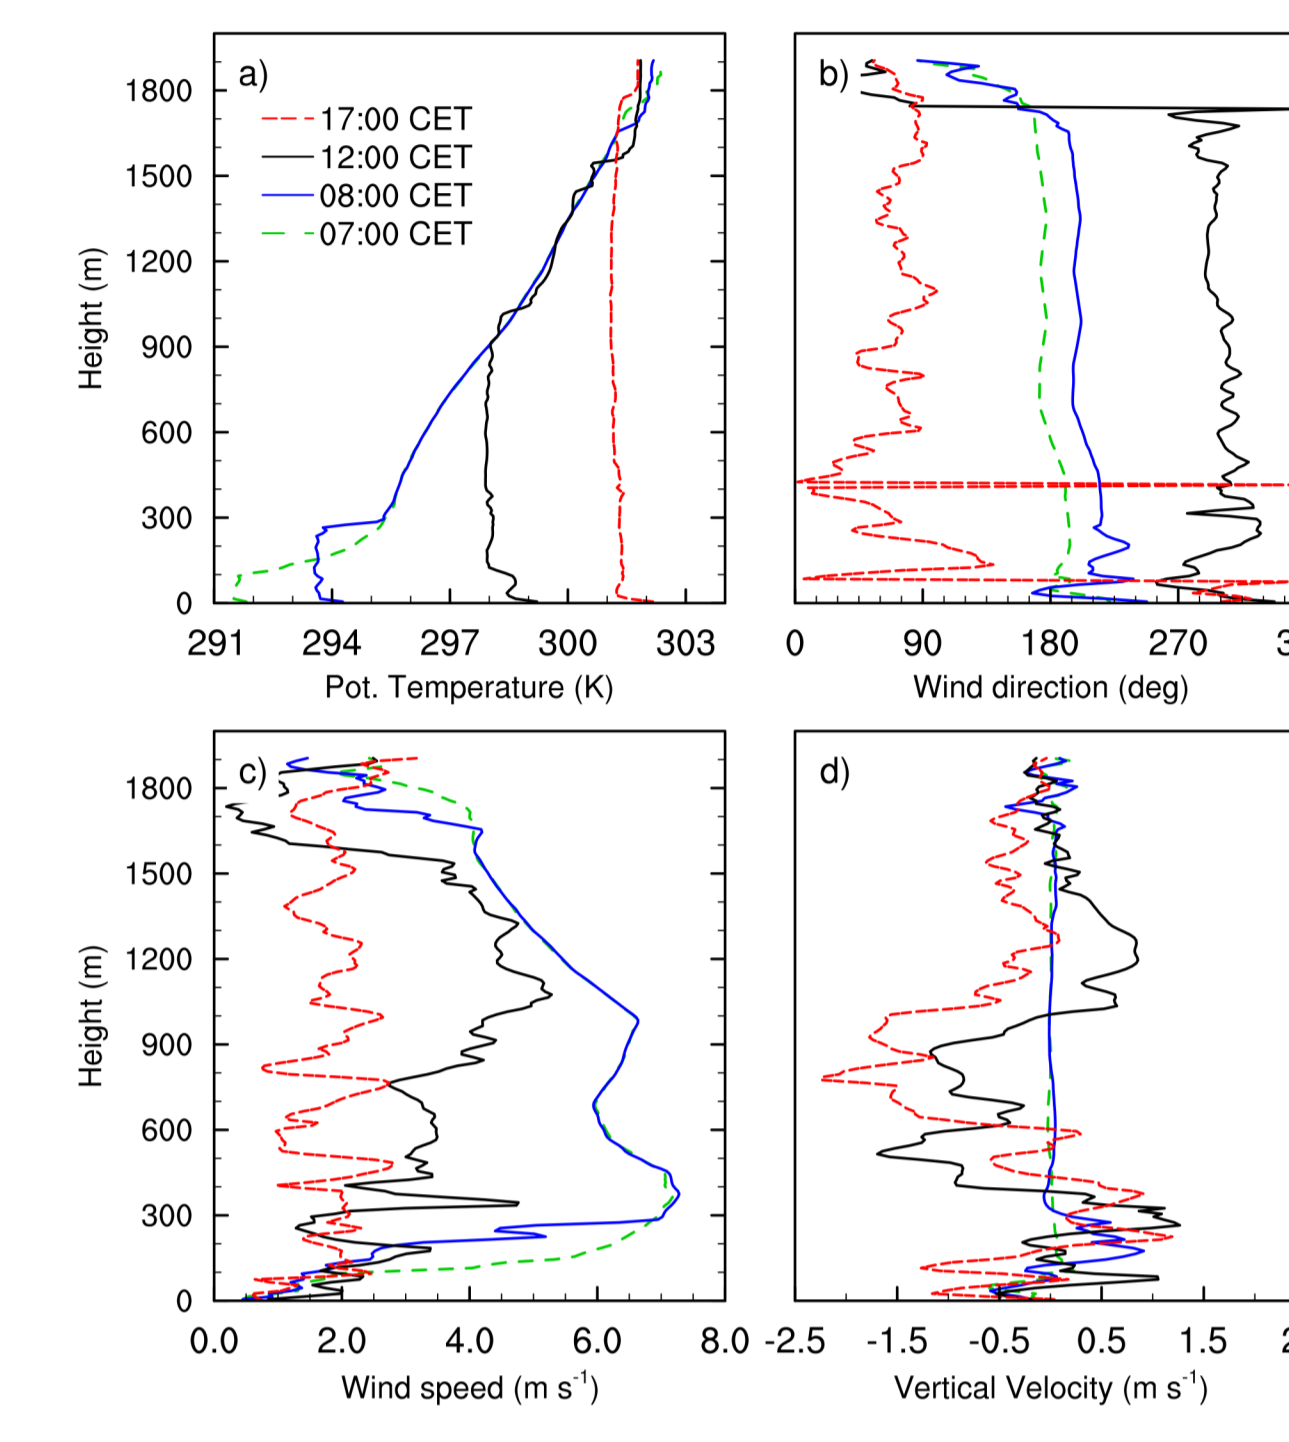 a)
b)
1800
17:00 CET
12:00 CET
1500
08:00 CET
07:00 CET
1200
Height (m)
900
600
300
0
291 294 297 300 303
0 90 180 270 3
Pot. Temperature (K)
Wind direction (deg)
c)
d)
1800
1500
1200
Height (m)
900
600
300
0
0.0 2.0 4.0 6.0 8.0
-2.5 -1.5 -0.5 0.5 1.5 2
Wind speed (m s-1)
Vertical Velocity (m s-1)